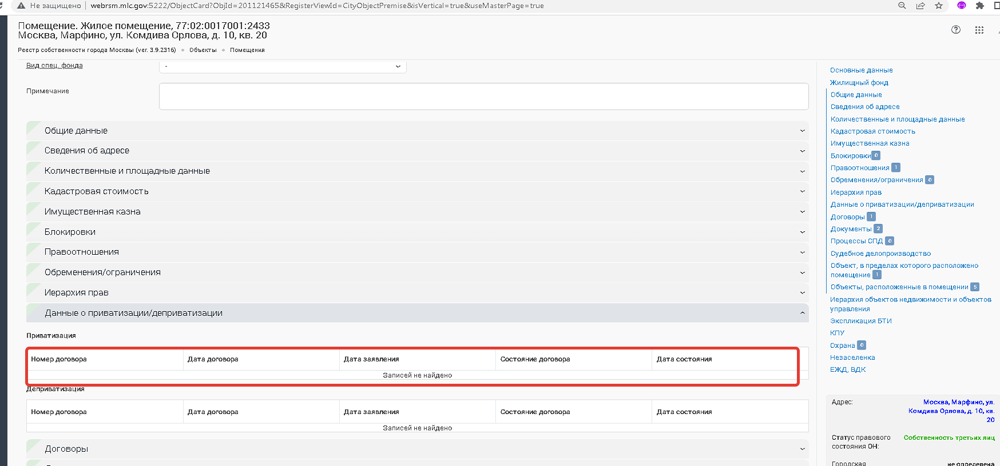 Не защищено
webrsm.mlc.gov:5222/ObjectCard?ObjId=201121465&RegisterViewId=CityObjectPremise&isVertical=true&useMasterPage=true
Помещение. Жилое помещение, 77:02:0017001:2433
Москва, Марфино, ул. Комдива Орлова, д. 10, кв. 20
Реестр собственности города Москвы (ver. 3.9.2316)
Объекты
Помещения
Вид спец. фонда
-
Примечание
Общие данные
Сведения об адресе
Количественные и площадные данные
Кадастровая стоимость
Имущественная казна
Блокировки
Правоотношения
Обременения/ограничения
Иерархия прав
Данные о приватизации/деприватизации
Приватизация
Номер договора Дата договора Дата заявления Состояние договора Дата состояния
Записей не найдено
Деприватизация
Номер договора Дата договора Дата заявления Состояние договора Дата состояния
Записей не найдено
Договоры
Основные данные
Жилищный фонд
Общие данные
Сведения об адресе
Количественные и площадные данные
Кадастровая стоимость
Имущественная казна
Блокировки 0
Правоотношения 1
Обременения/ограничения 0
Иерархия прав
Данные о приватизации/деприватизации
Договоры 1
Документы 2
Процессы СПД 0
Судебное делопроизводство
Объект, в пределах которого расположено
помещение 1
Объекты, расположенные в помещении 5
Иерархия объектов недвижимости и объектов
управления
Экспликация БТИ
КПУ
Охрана 0
Незаселенка
ЕЖД, ВДК
Адрес: Москва, Марфино, ул.
Комдива Орлова, д. 10, кв.
20
Статус правового Собственность третьих лиц
состояния ОН:
Городская не определена